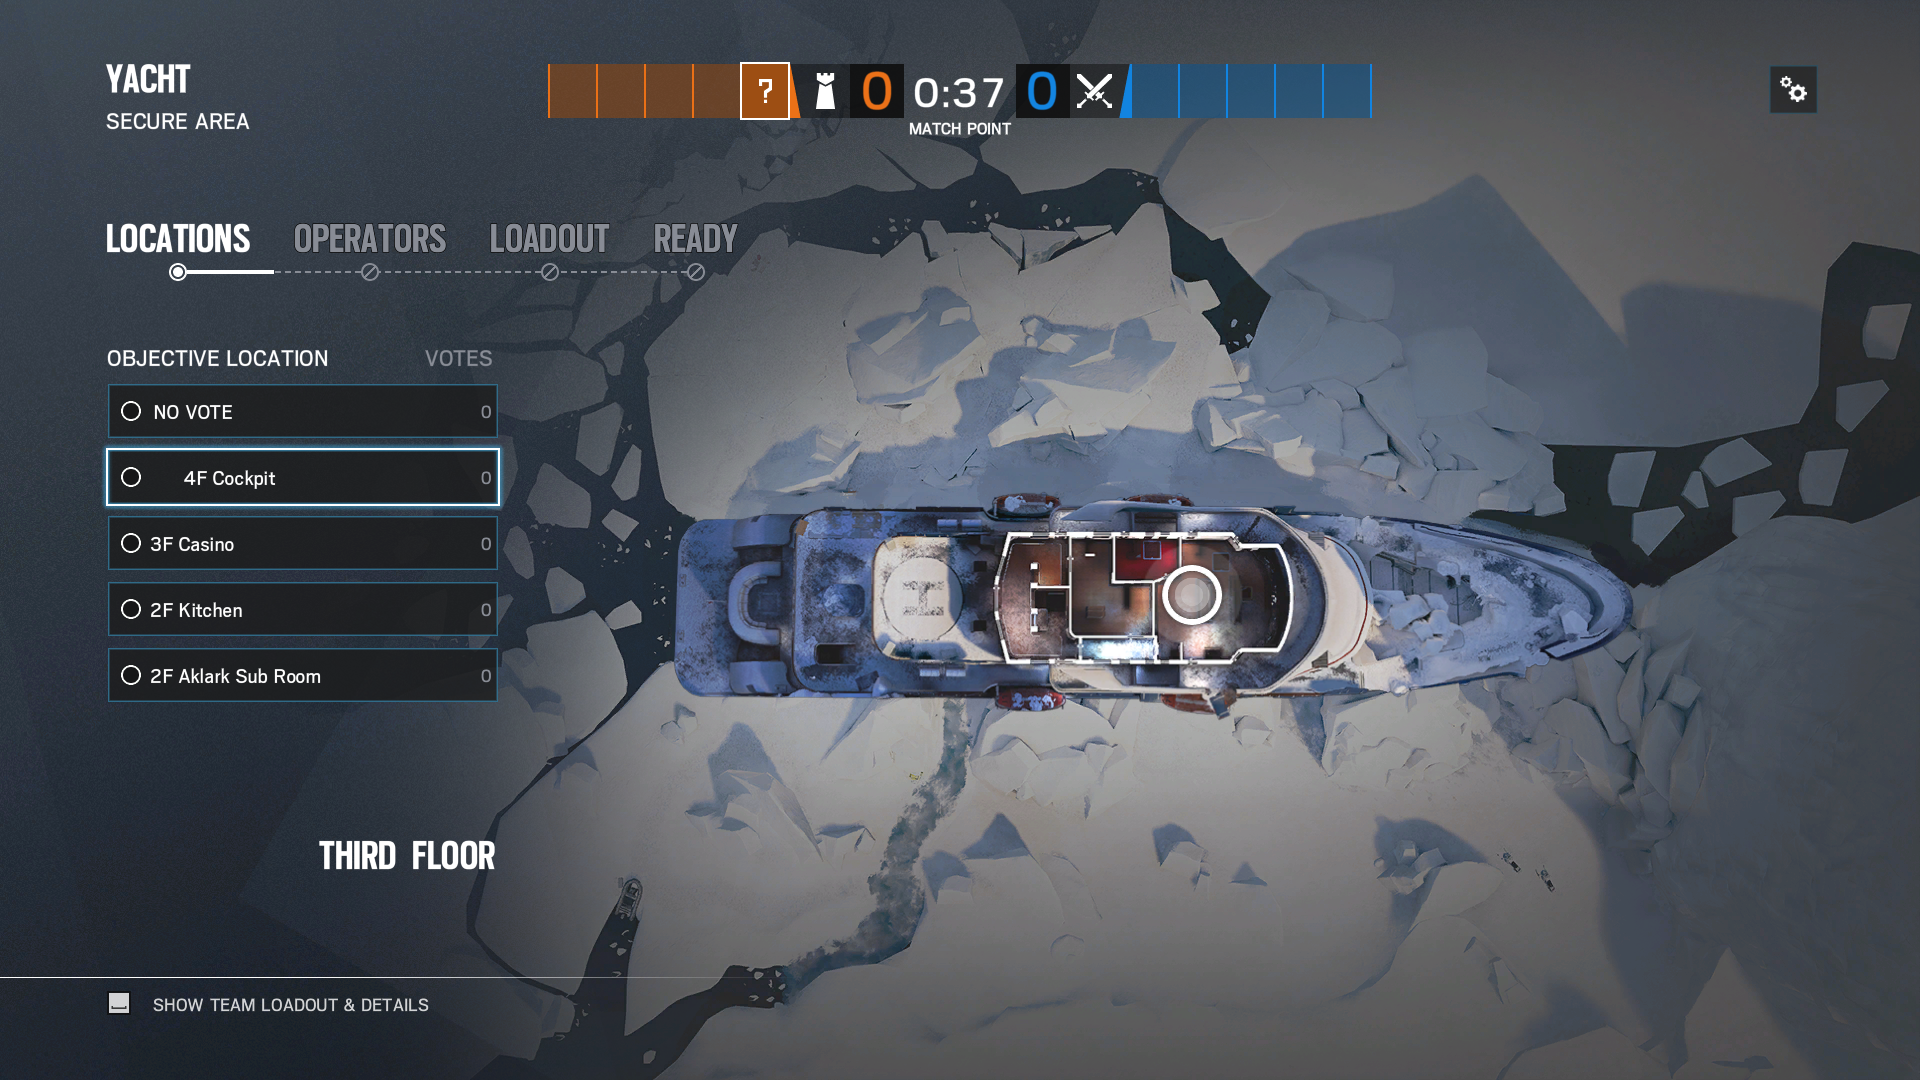 YACHT
SECURE AREA
?
0
0:37
0
MATCH POINT
LOCATIONS
OPERATORS
LOADOUT
READY
OBJECTIVE LOCATION
VOTES
NO VOTE 0
4F Cockpit 0
3F Casino 0
2F Kitchen 0
2F Aklark Sub Room 0
H
THIRD FLOOR
SHOW TEAM LOADOUT & DETAILS